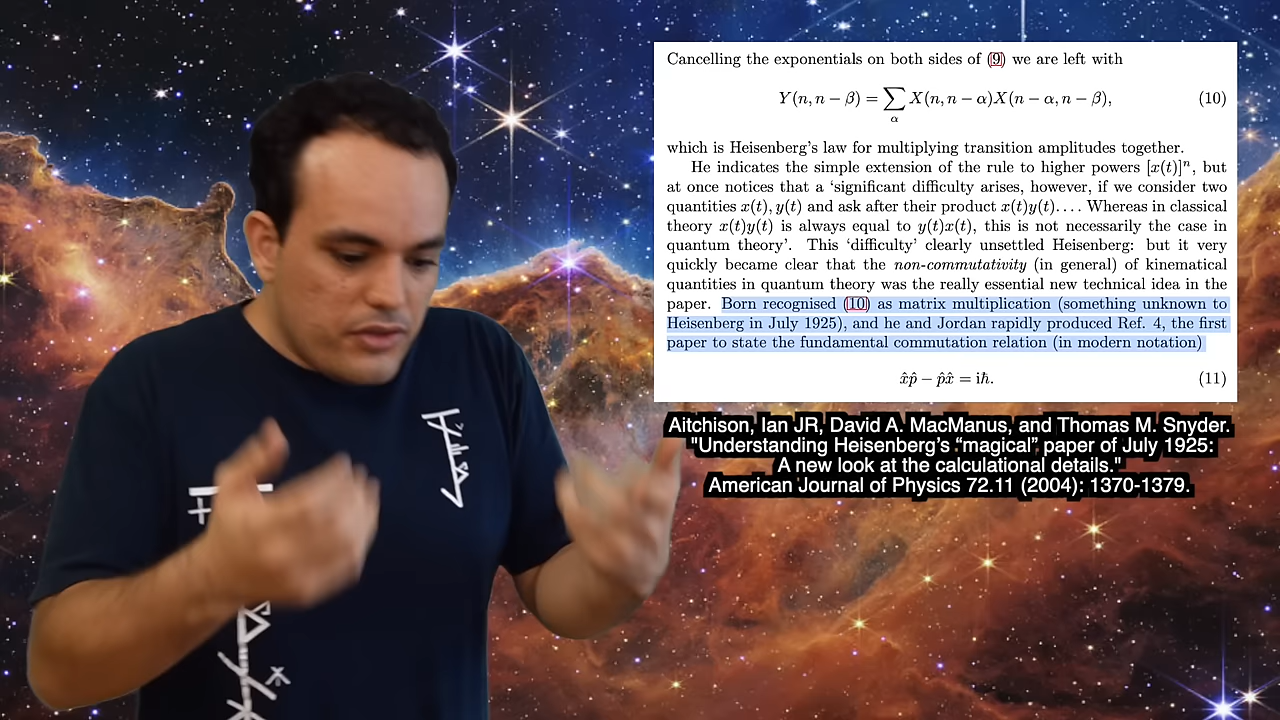 Cancelling the exponentials on both sides of (9) we are left with
Y(n, n − β) = ∑α X(n, n − α)X(n − α, n − β), (10)
which is Heisenberg's law for multiplying transition amplitudes together.
He indicates the simple extension of the rule to higher powers [x(t)]ⁿ, but
at once notices that a ‘significant difficulty arises, however, if we consider two
quantities x(t), y(t) and ask after their product x(t)y(t).... Whereas in classical
theory x(t)y(t) is always equal to y(t)x(t), this is not necessarily the case in
quantum theory’. This ‘difficulty’ clearly unsettled Heisenberg: but it very
quickly became clear that the non-commutativity (in general) of kinematical
quantities in quantum theory was the really essential new technical idea in the
paper. Born recognised (10) as matrix multiplication (something unknown to
Heisenberg in July 1925), and he and Jordan rapidly produced Ref. 4, the first
paper to state the fundamental commutation relation (in modern notation)
x̂p̂ − p̂x̂ = iħ. (11)
Aitchison, Ian JR, David A. MacManus, and Thomas M. Snyder.
"Understanding Heisenberg's “magical” paper of July 1925:
A new look at the calculational details."
American Journal of Physics 72.11 (2004): 1370-1379.